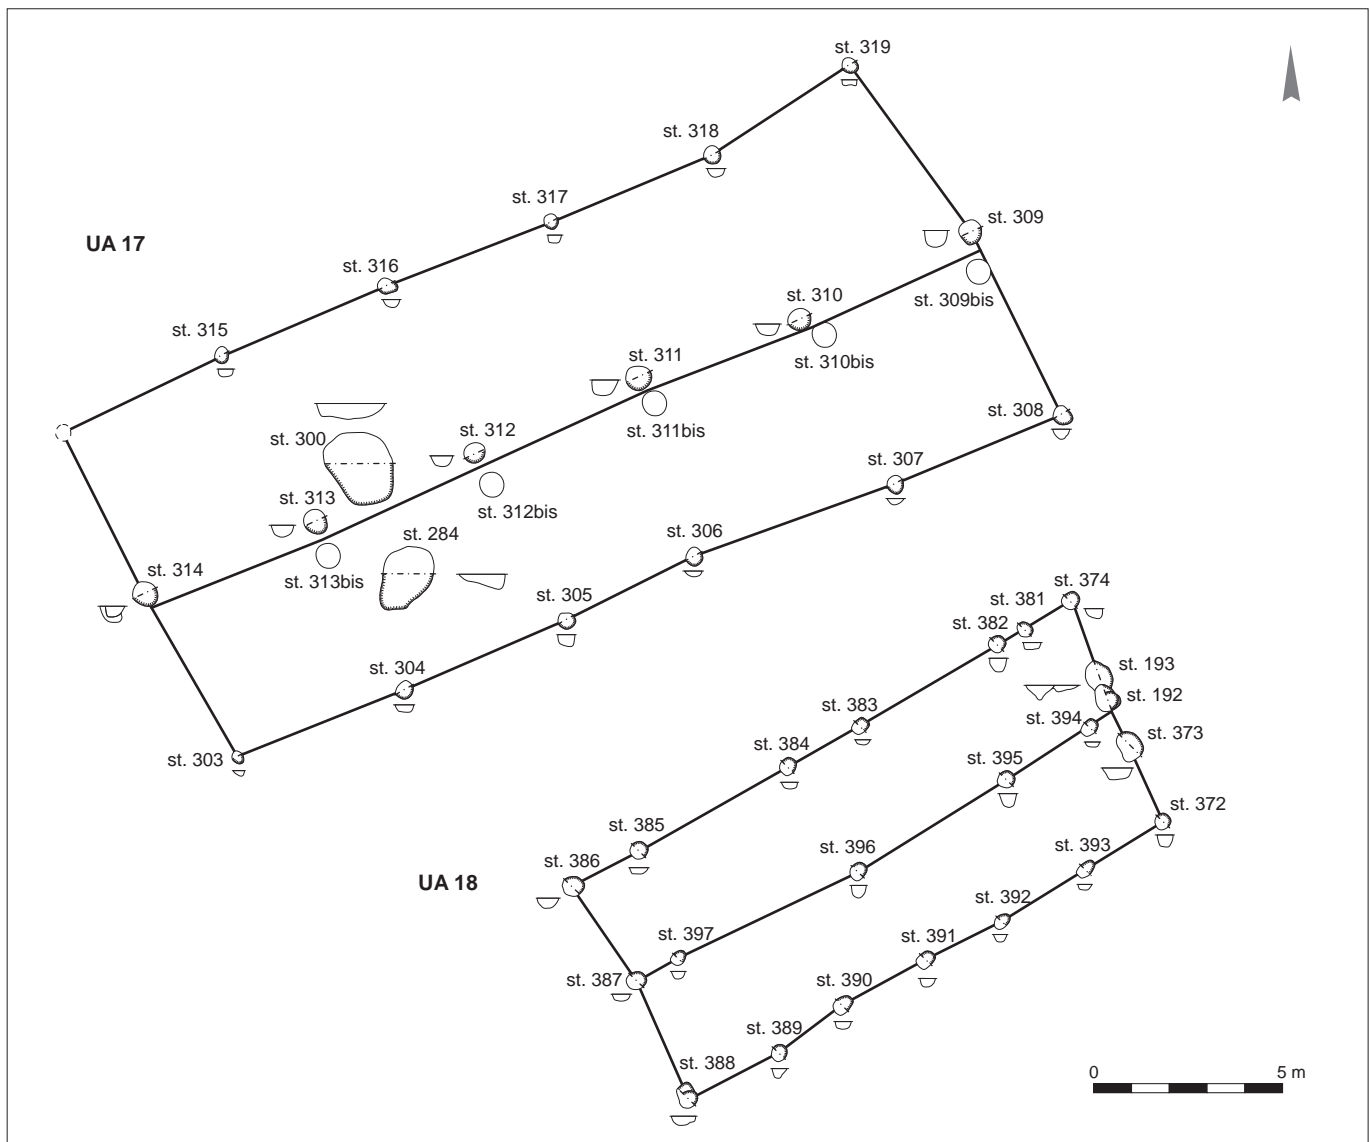 st. 319
st. 318
st. 317
st. 309
UA 17
st. 316
st. 310
st. 309bis
st. 315
st. 311
st. 310bis
st. 308
st. 300
st. 312
st. 311bis
st. 307
st. 313
st. 312bis
st. 284
st. 306
st. 314
st. 313bis
st. 305
st. 374
st. 381
st. 382
st. 304
st. 193
st. 192
st. 303
st. 383
st. 394
st. 373
st. 384
st. 395
st. 372
st. 385
st. 396
st. 393
st. 386
UA 18
st. 392
st. 397
st. 391
st. 387
st. 390
st. 389
st. 388
0 5 m